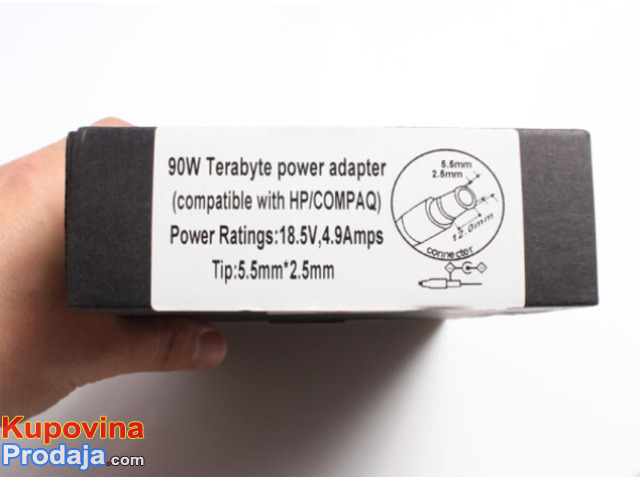 90W Terabyte power adapter
(compatible with HP/COMPAQ)
Power Ratings:18.5V,4.9Amps
Tip:5.5mm*2.5mm
5.5mm
2.5mm
12.0mm
connecter
Kupovina
Prodaja.com